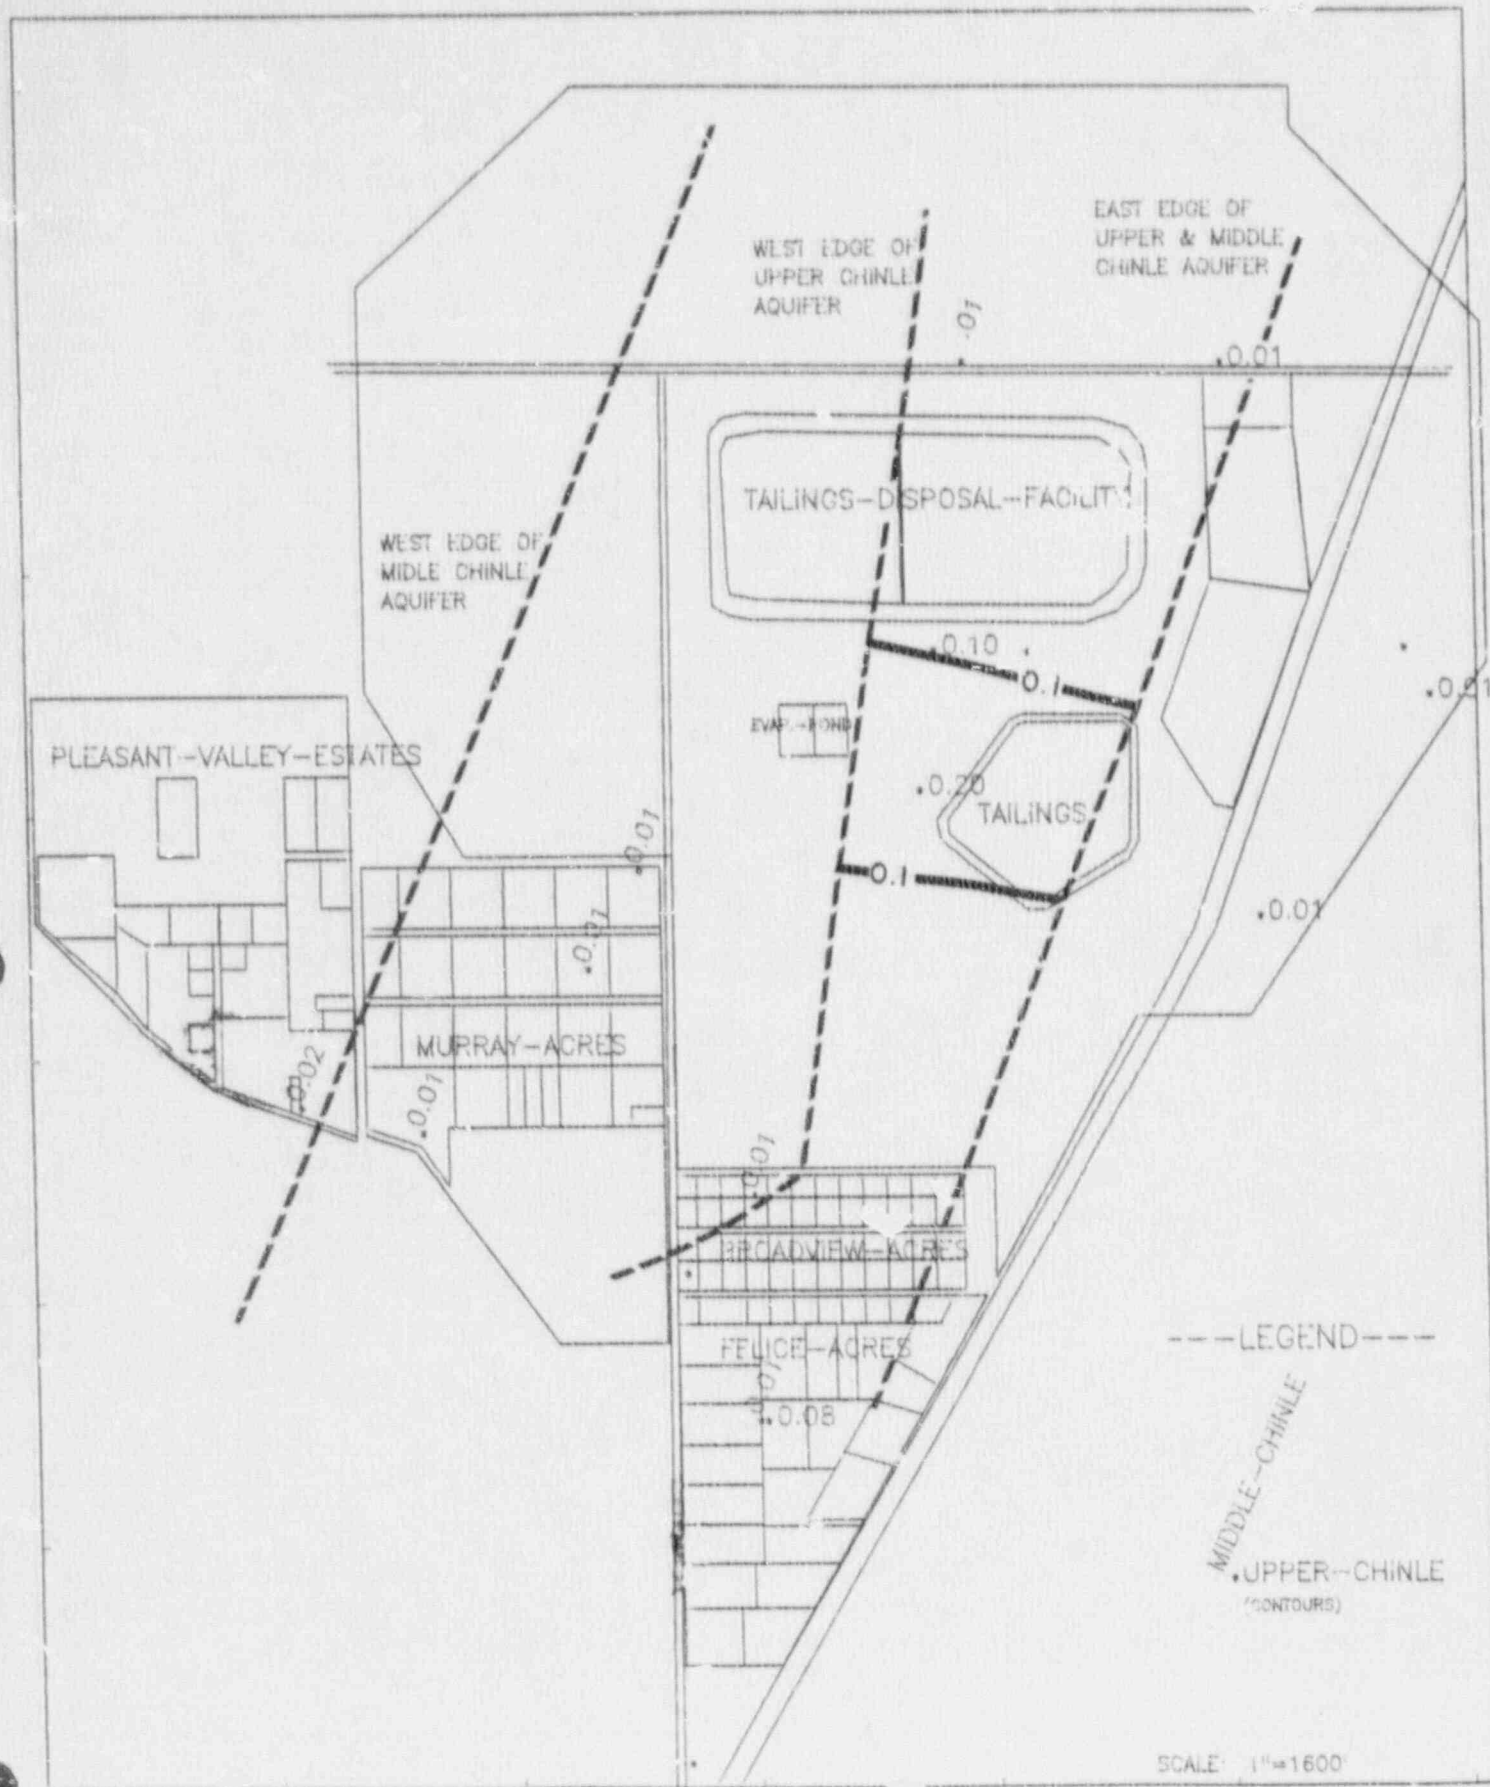 EAST EDGE OF
UPPER & MIDDLE
CHINLE AQUIFER
WEST EDGE OF
UPPER CHINLE
AQUIFER
.01
0.01
TAILINGS-DISPOSAL-FACILITY
WEST EDGE OF
MIDLE CHINLE
AQUIFER
0.10
0.1
0.01
EVAP.-POND
PLEASANT-VALLEY-ESTATES
0.20
TAILINGS
0.01
0.1
0.01
0.01
MURRAY-ACRES
0.02
0.01
0.01
BROADVIEW-ACRES
---LEGEND---
FELICE-ACRES
0.01
0.08
MIDDLE-CHINLE
UPPER-CHINLE
(CONTOURS)
SCALE: 1"=1600'